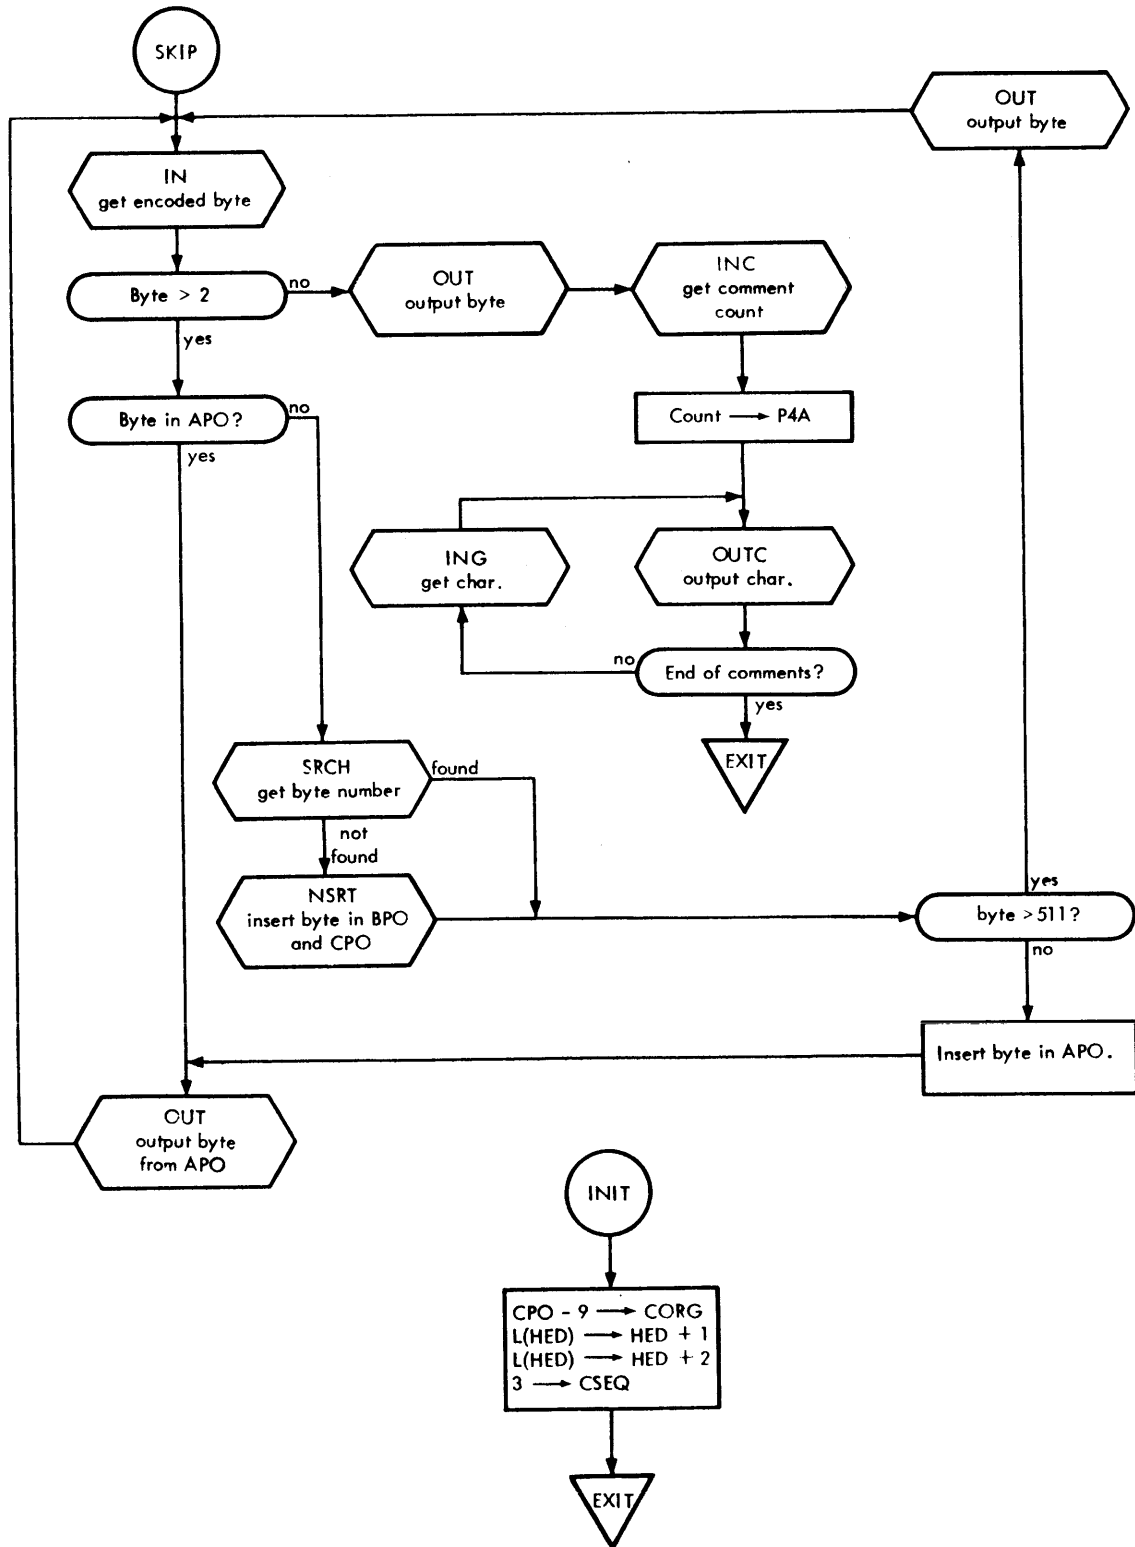 SKIP
OUT
output byte
IN
get encoded byte
Byte > 2
no
yes
OUT
output byte
INC
get comment
count
Count → P4A
Byte in APO?
no
yes
ING
get char.
OUTC
output char.
no
End of comments?
yes
EXIT
SRCH
get byte number
found
not
found
NSRT
insert byte in BPO
and CPO
yes
byte > 511?
no
Insert byte in APO.
OUT
output byte
from APO
INIT
CPO - 9 → CORG
L(HED) → HED + 1
L(HED) → HED + 2
3 → CSEQ
EXIT